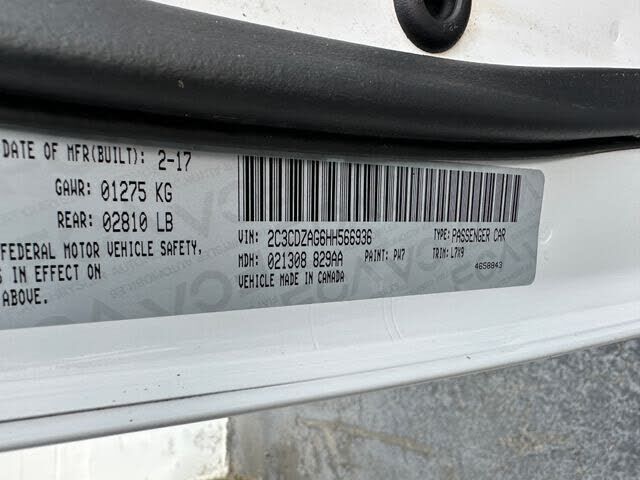 DATE OF MFR(BUILT): 2-17
GAWR: 01275 KG
REAR: 02810 LB
FEDERAL MOTOR VEHICLE SAFETY,
S IN EFFECT ON
ABOVE.
VIN: 2C3CDZAG6HH566936 TYPE: PASSENGER CAR
MDH: 021308 829AA PAINT: PW7 TRIM: L7X9
VEHICLE MADE IN CANADA 4658843